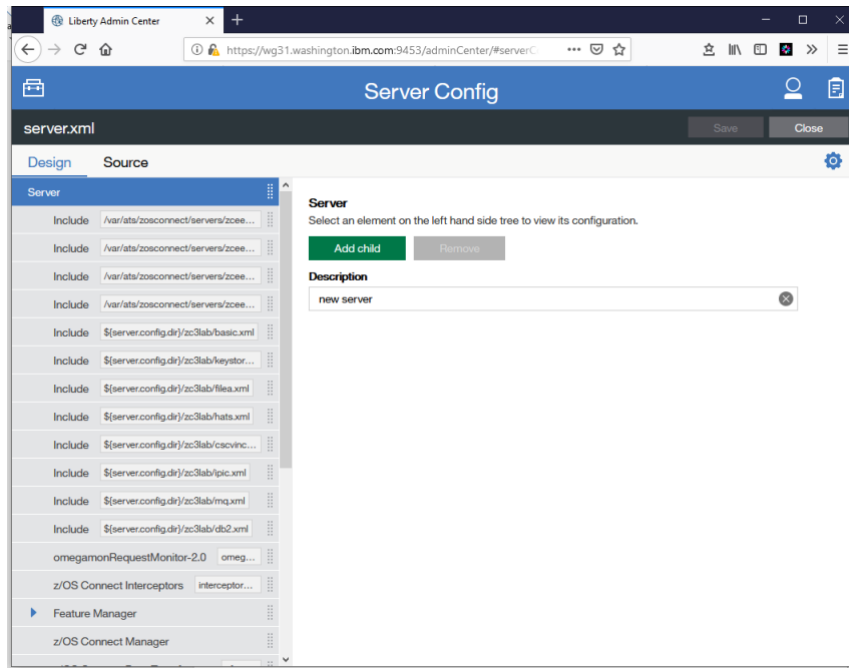 Liberty Admin Center
https://wg31.washington.ibm.com:9453/adminCenter/#serverC
Server Config
server.xml
Save
Close
Design
Source
Server
Include /var/ats/zosconnect/servers/zcee...
Include /var/ats/zosconnect/servers/zcee...
Include /var/ats/zosconnect/servers/zcee...
Include /var/ats/zosconnect/servers/zcee...
Include ${server.config.dir}/zc3lab/basic.xml
Include ${server.config.dir}/zc3lab/keystor...
Include ${server.config.dir}/zc3lab/filea.xml
Include ${server.config.dir}/zc3lab/hats.xml
Include ${server.config.dir}/zc3lab/cscvinc...
Include ${server.config.dir}/zc3lab/ipic.xml
Include ${server.config.dir}/zc3lab/mq.xml
Include ${server.config.dir}/zc3lab/db2.xml
omegamonRequestMonitor-2.0 omeg...
z/OS Connect Interceptors interceptor...
Feature Manager
z/OS Connect Manager
Server
Select an element on the left hand side tree to view its configuration.
Add child
Remove
Description
new server